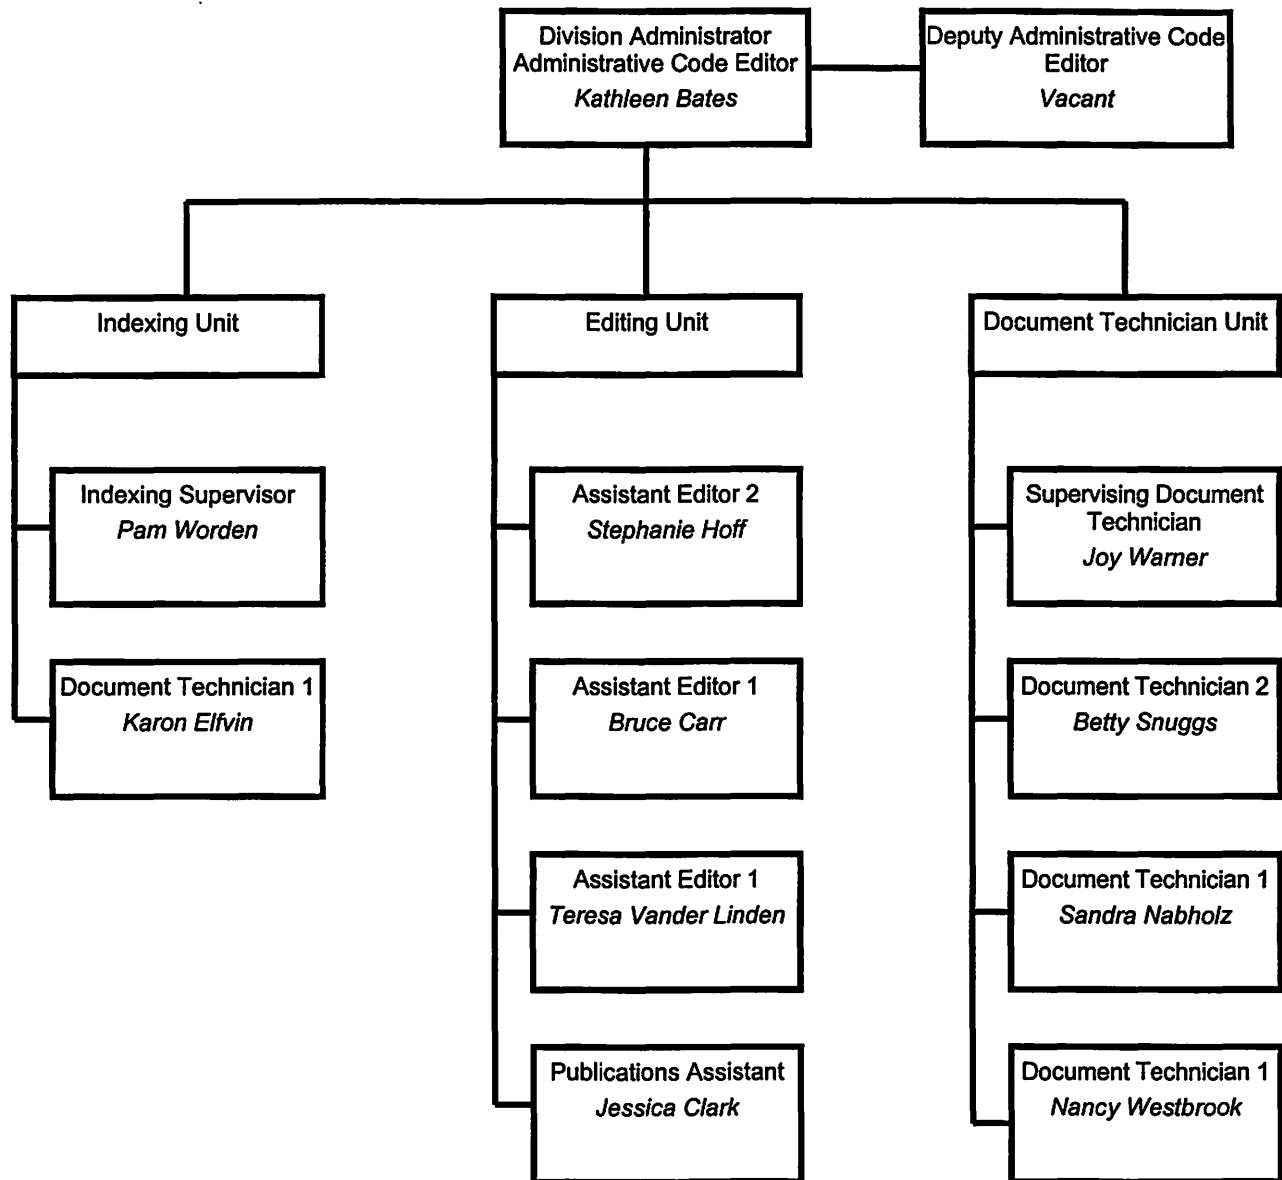 Division Administrator
Administrative Code Editor
Kathleen Bates
Deputy Administrative Code
Editor
Vacant
Indexing Unit
Editing Unit
Document Technician Unit
Indexing Supervisor
Pam Worden
Assistant Editor 2
Stephanie Hoff
Supervising Document
Technician
Joy Warner
Document Technician 1
Karon Elfvin
Assistant Editor 1
Bruce Carr
Document Technician 2
Betty Snuggs
Assistant Editor 1
Teresa Vander Linden
Document Technician 1
Sandra Nabholz
Publications Assistant
Jessica Clark
Document Technician 1
Nancy Westbrook